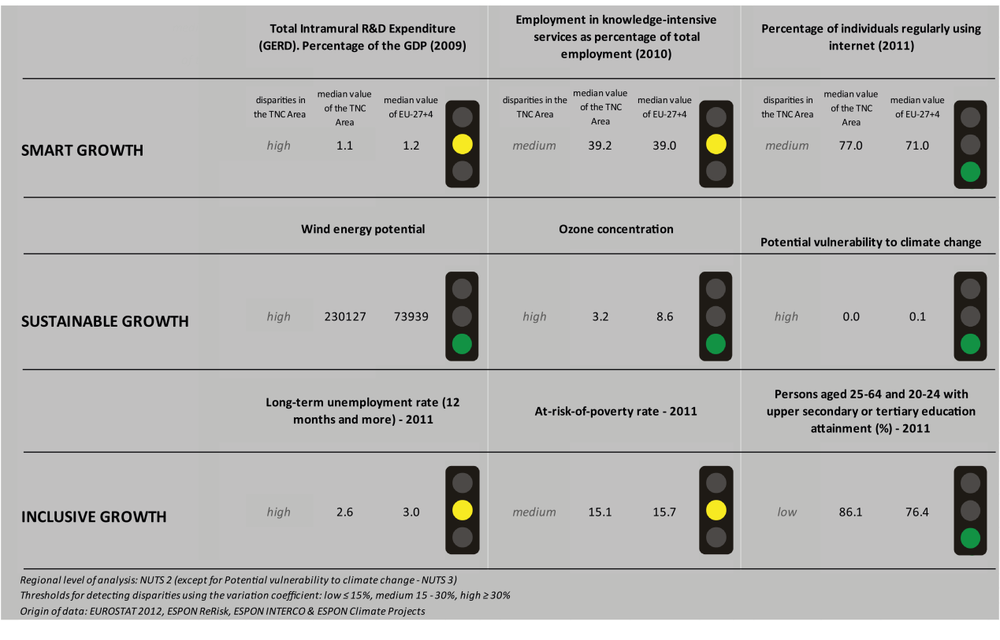 Total Intramural R&D Expenditure
(GERD). Percentage of the GDP (2009)
Employment in knowledge-intensive
services as percentage of total
employment (2010)
Percentage of individuals regularly using
internet (2011)
SMART GROWTH
disparities in
the TNC Area
high
median value
of the TNC
Area
1.1
median value
of EU-27+4
1.2
disparities in the
TNC Area
medium
median value
of the TNC
Area
39.2
median value
of EU-27+4
39.0
disparities in
the TNC Area
medium
median value
of the TNC
Area
77.0
median value
of EU-27+4
71.0
Wind energy potential
Ozone concentration
Potential vulnerability to climate change
SUSTAINABLE GROWTH
high 230127 73939
high 3.2 8.6
high 0.0 0.1
Long-term unemployment rate (12
months and more) - 2011
At-risk-of-poverty rate - 2011
Persons aged 25-64 and 20-24 with
upper secondary or tertiary education
attainment (%) - 2011
INCLUSIVE GROWTH
high 2.6 3.0
medium 15.1 15.7
low 86.1 76.4
Regional level of analysis: NUTS 2 (except for Potential vulnerability to climate change - NUTS 3)
Thresholds for detecting disparities using the variation coefficient: low ≤ 15%, medium 15 - 30%, high ≥ 30%
Origin of data: EUROSTAT 2012, ESPON ReRisk, ESPON INTERCO & ESPON Climate Projects